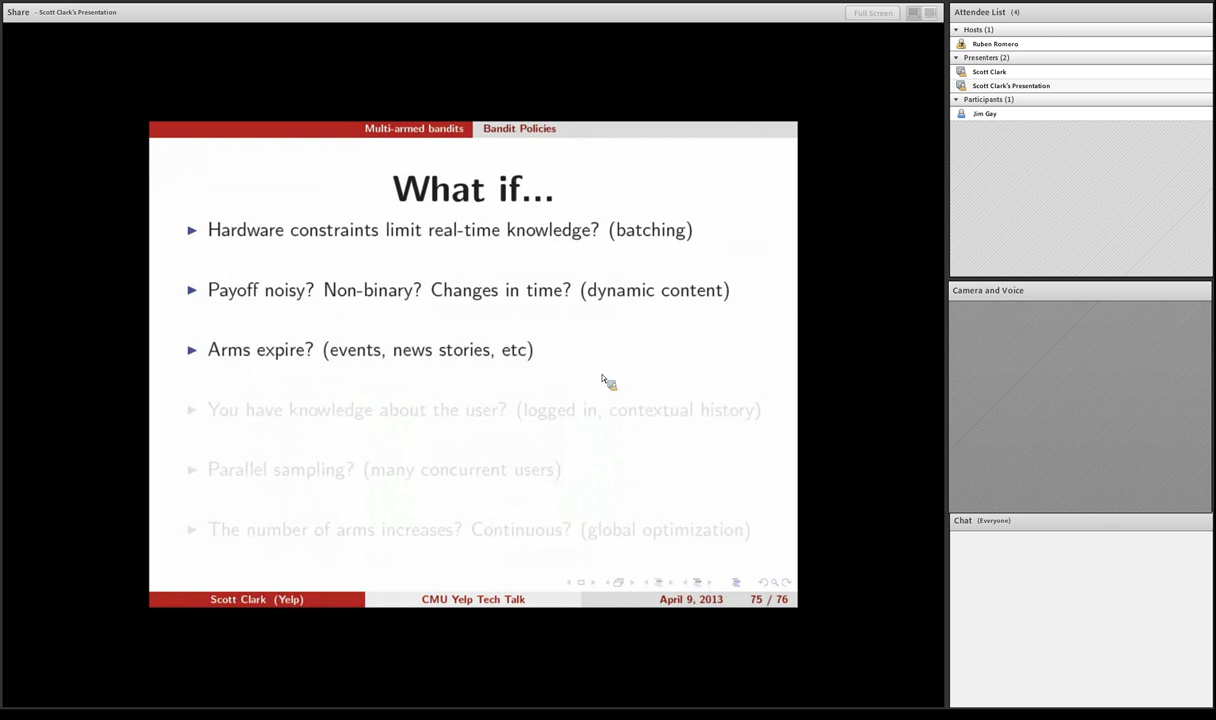 Share - Scott Clark's Presentation
Full Screen
Multi-armed bandits Bandit Policies
What if...
Hardware constraints limit real-time knowledge? (batching)
Payoff noisy? Non-binary? Changes in time? (dynamic content)
Arms expire? (events, news stories, etc)
You have knowledge about the user? (logged in, contextual history)
Parallel sampling? (many concurrent users)
The number of arms increases? Continuous? (global optimization)
Scott Clark (Yelp) CMU Yelp Tech Talk April 9, 2013 75 / 76
Attendee List (4)
Hosts (1)
Ruben Romero
Presenters (2)
Scott Clark
Scott Clark's Presentation
Participants (1)
Jim Gay
Camera and Voice
Chat (Everyone)